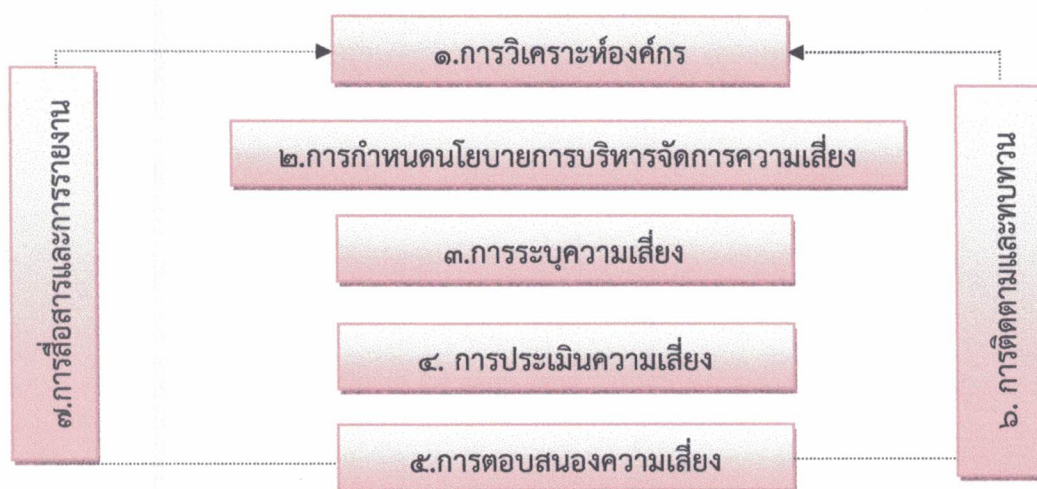 ๑.การวิเคราะห์องค์กร
๒.การกำหนดนโยบายการบริหารจัดการความเสี่ยง
๓.การระบุความเสี่ยง
๔. การประเมินความเสี่ยง
๕.การตอบสนองความเสี่ยง
๖. การติดตามและทบทวน
๗.การสื่อสารและการรายงาน